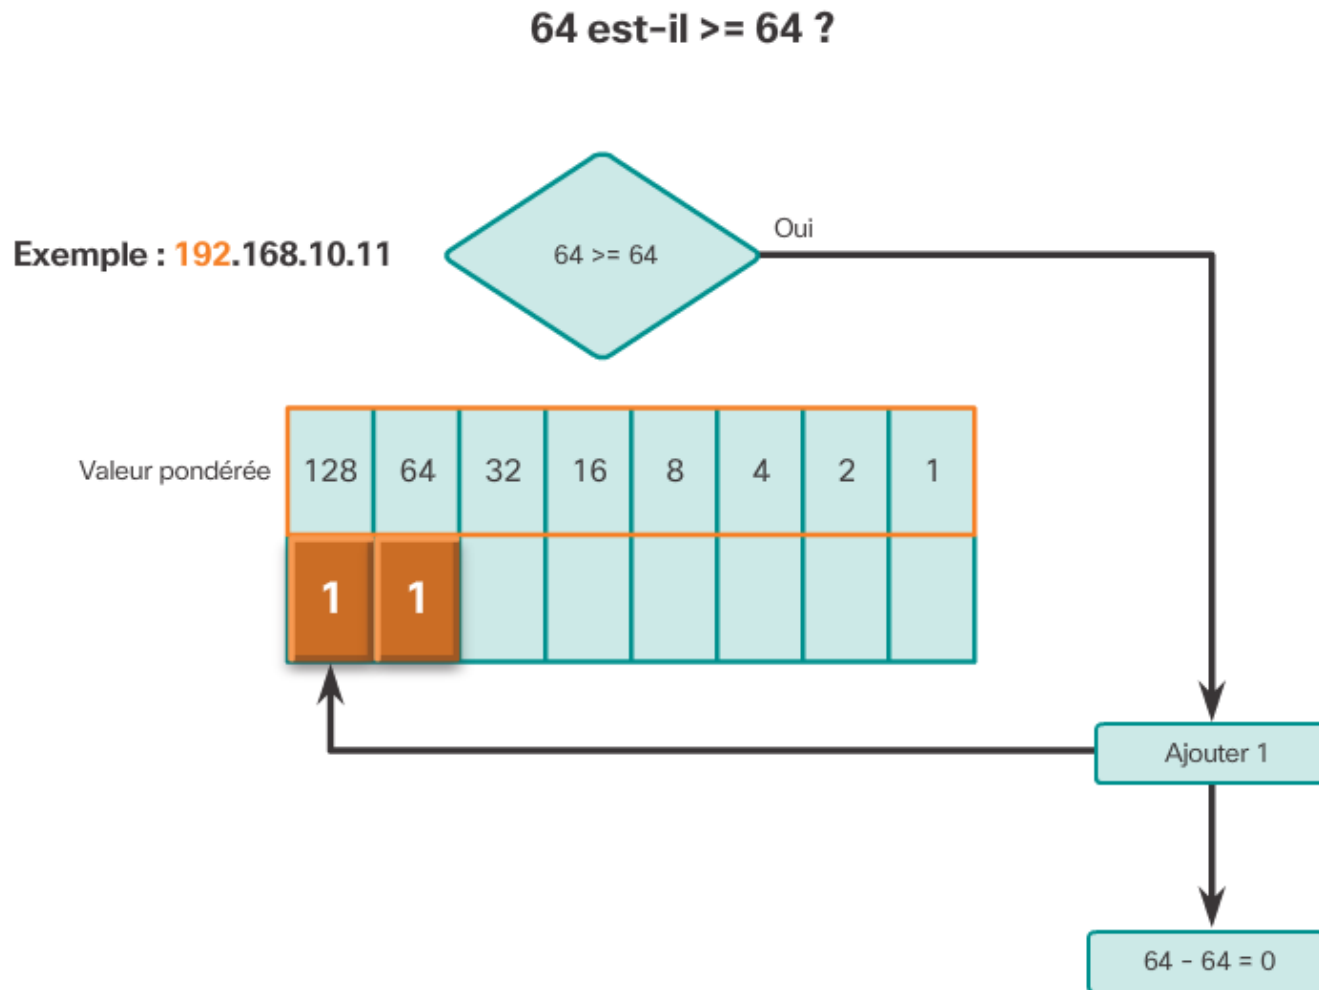 64 est-il >= 64 ?
Exemple : 192.168.10.11
64 >= 64
Oui
Valeur pondérée
128 64 32 16 8 4 2 1
1 1
Ajouter 1
64 - 64 = 0